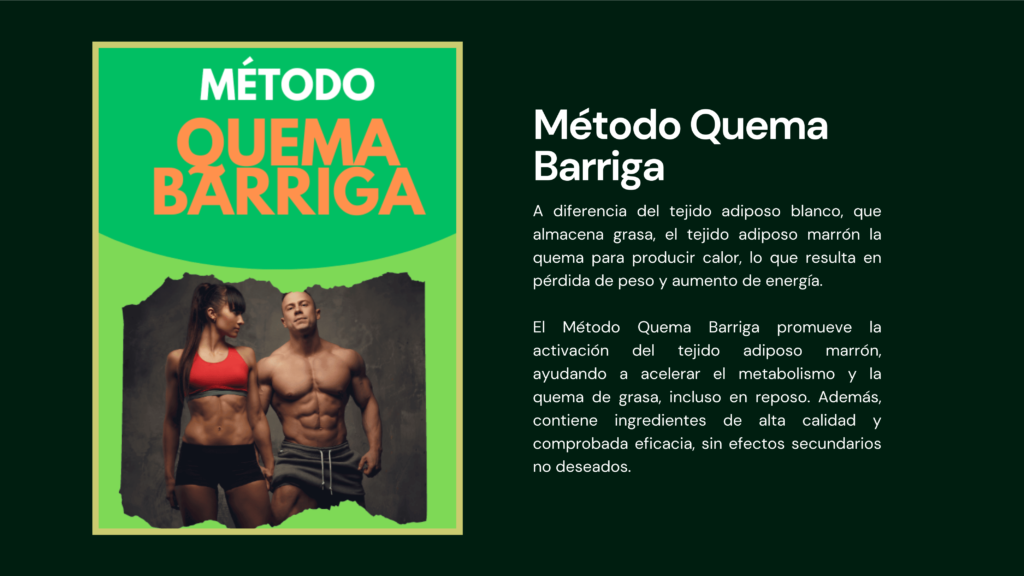 MÉTODO
QUEMA
BARRIGA
Método Quema
Barriga
A diferencia del tejido adiposo blanco, que
almacena grasa, el tejido adiposo marrón la
quema para producir calor, lo que resulta en
pérdida de peso y aumento de energía.
El Método Quema Barriga promueve la
activación del tejido adiposo marrón,
ayudando a acelerar el metabolismo y la
quema de grasa, incluso en reposo. Además,
contiene ingredientes de alta calidad y
comprobada eficacia, sin efectos secundarios
no deseados.